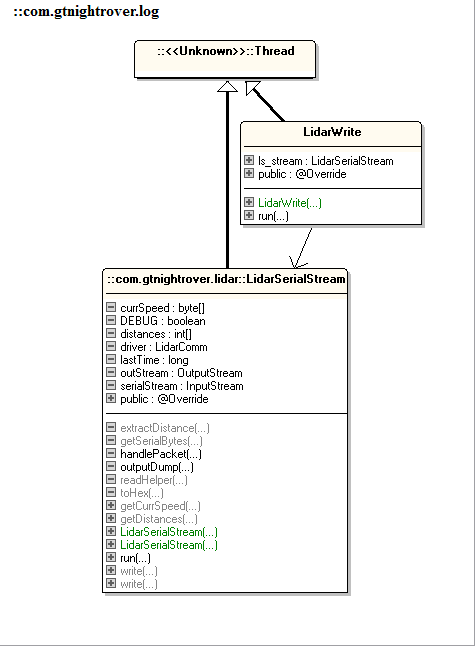 ::com.gtnightrover.log
::<<Unknown>>::Thread
LidarWrite
ls_stream : LidarSerialStream
public : @Override
LidarWrite(...)
run(...)
::com.gtnightrover.lidar::LidarSerialStream
currSpeed : byte[]
DEBUG : boolean
distances : int[]
driver : LidarComm
lastTime : long
outStream : OutputStream
serialStream : InputStream
public : @Override
extractDistance(...)
getSerialBytes(...)
handlePacket(...)
outputDump(...)
readHelper(...)
toHex(...)
getCurrSpeed(...)
getDistances(...)
LidarSerialStream(...)
LidarSerialStream(...)
run(...)
write(...)
write(...)